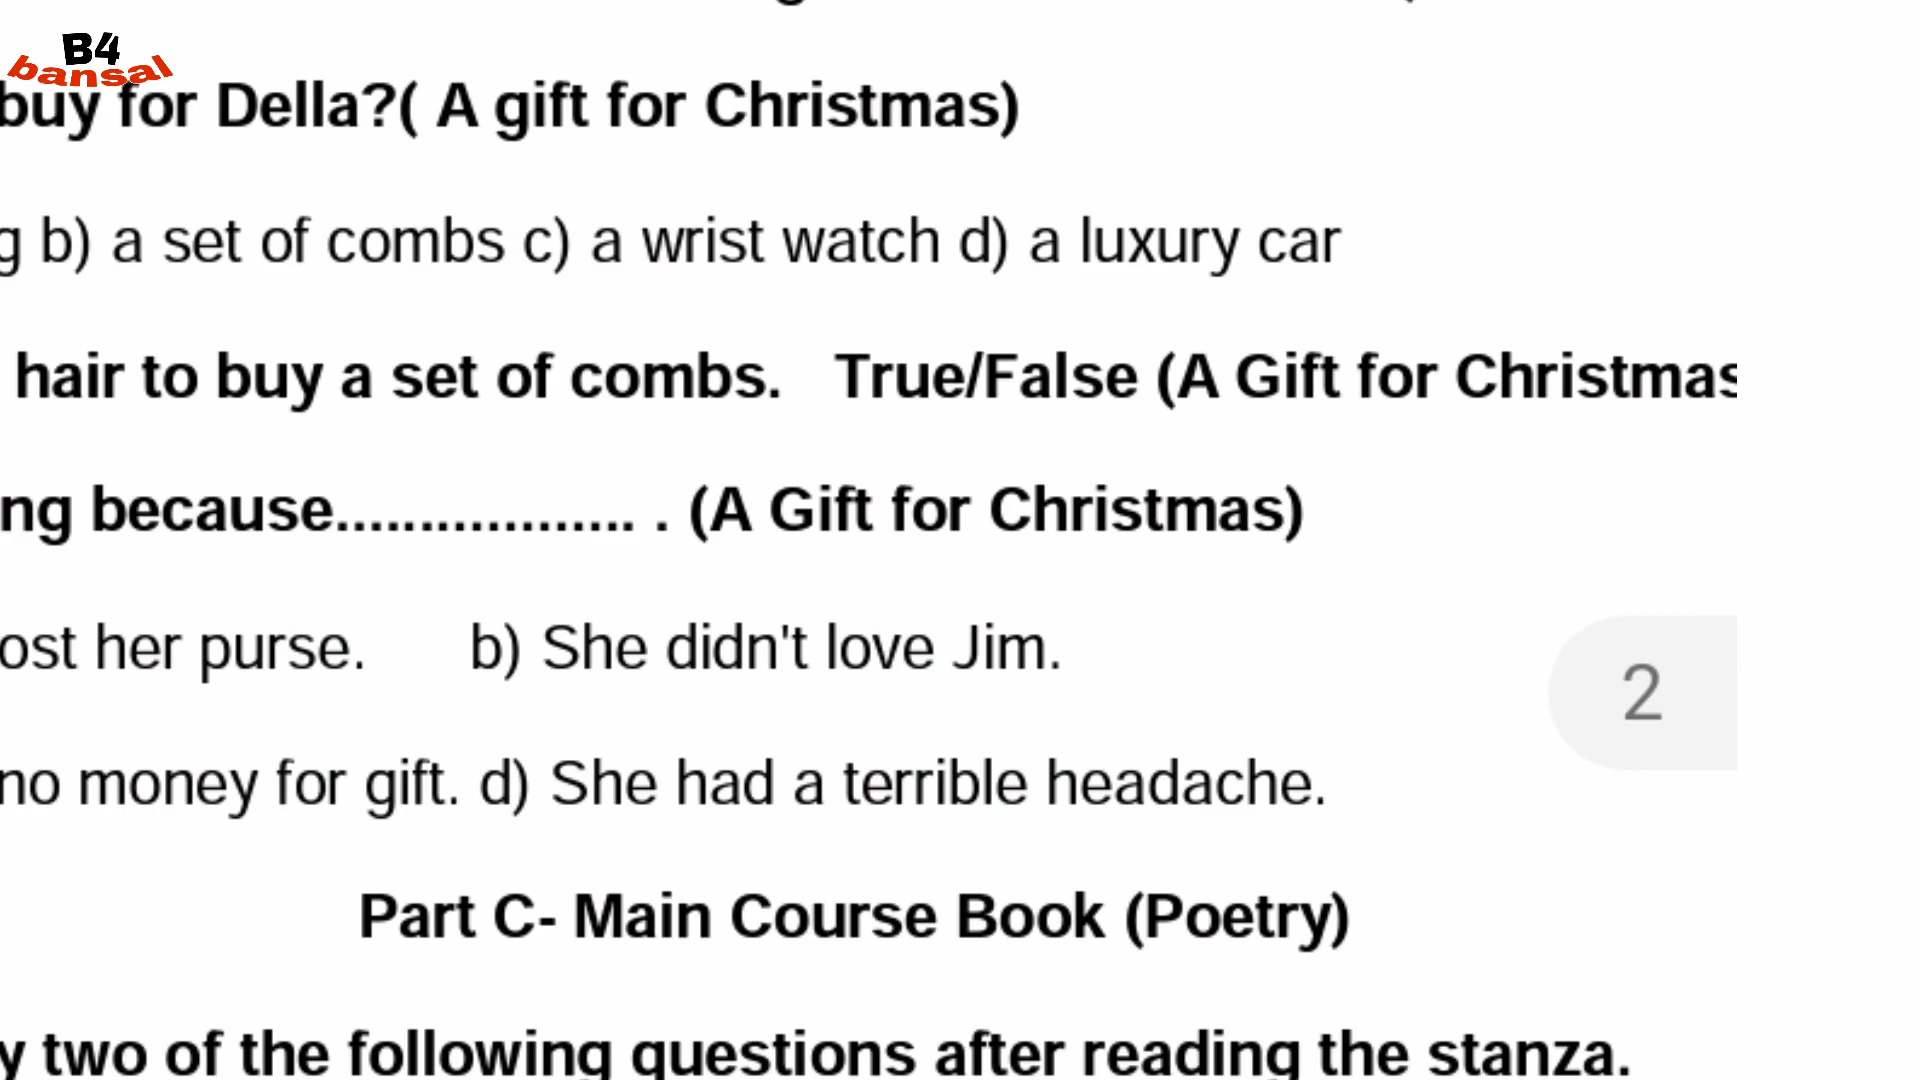 B4
bansal
buy for Della?( A gift for Christmas)
g b) a set of combs c) a wrist watch d) a luxury car
hair to buy a set of combs. True/False (A Gift for Christmas
ng because.................. . (A Gift for Christmas)
ost her purse. b) She didn't love Jim.
2
no money for gift. d) She had a terrible headache.
Part C- Main Course Book (Poetry)
y two of the following questions after reading the stanza.